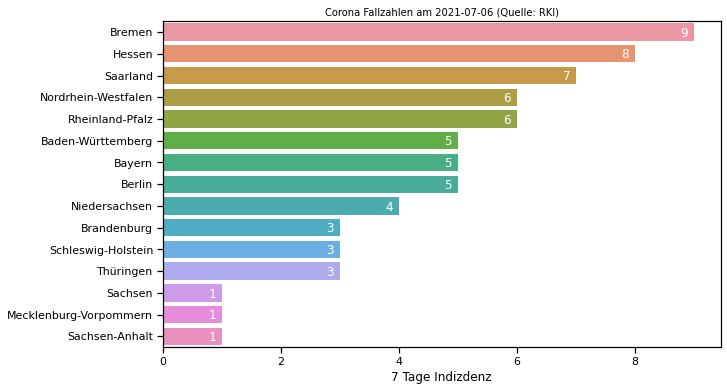 Corona Fallzahlen am 2021-07-06 (Quelle: RKI)
Bremen 9
Hessen 8
Saarland 7
Nordrhein-Westfalen 6
Rheinland-Pfalz 6
Baden-Württemberg 5
Bayern 5
Berlin 5
Niedersachsen 4
Brandenburg 3
Schleswig-Holstein 3
Thüringen 3
Sachsen 1
Mecklenburg-Vorpommern 1
Sachsen-Anhalt 1
0 2 4 6 8
7 Tage Indizdenz